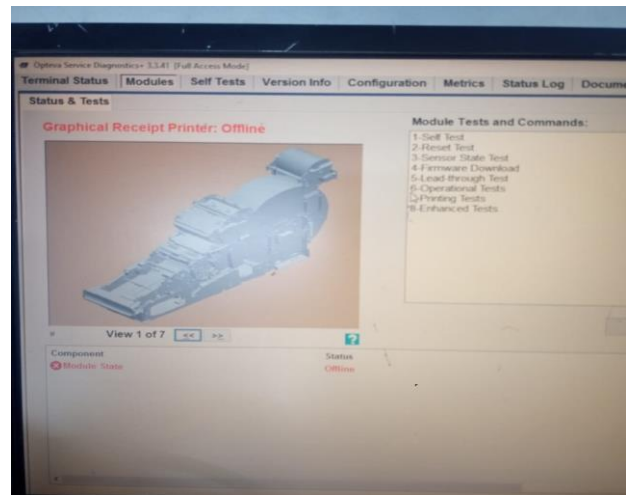 Opteva Service Diagnostics+ 3.3.41 [Full Access Mode]
Terminal Status Modules Self Tests Version Info Configuration Metrics Status Log Docume
Status & Tests
Graphical Receipt Printer: Offline
Module Tests and Commands:
1-Self Test
2-Reset Test
3-Sensor State Test
4-Firmware Download
5-Lead-through Test
6-Operational Tests
-Printing Tests
8-Enhanced Tests
View 1 of 7 << >>
?
Component Status
Module State Offline